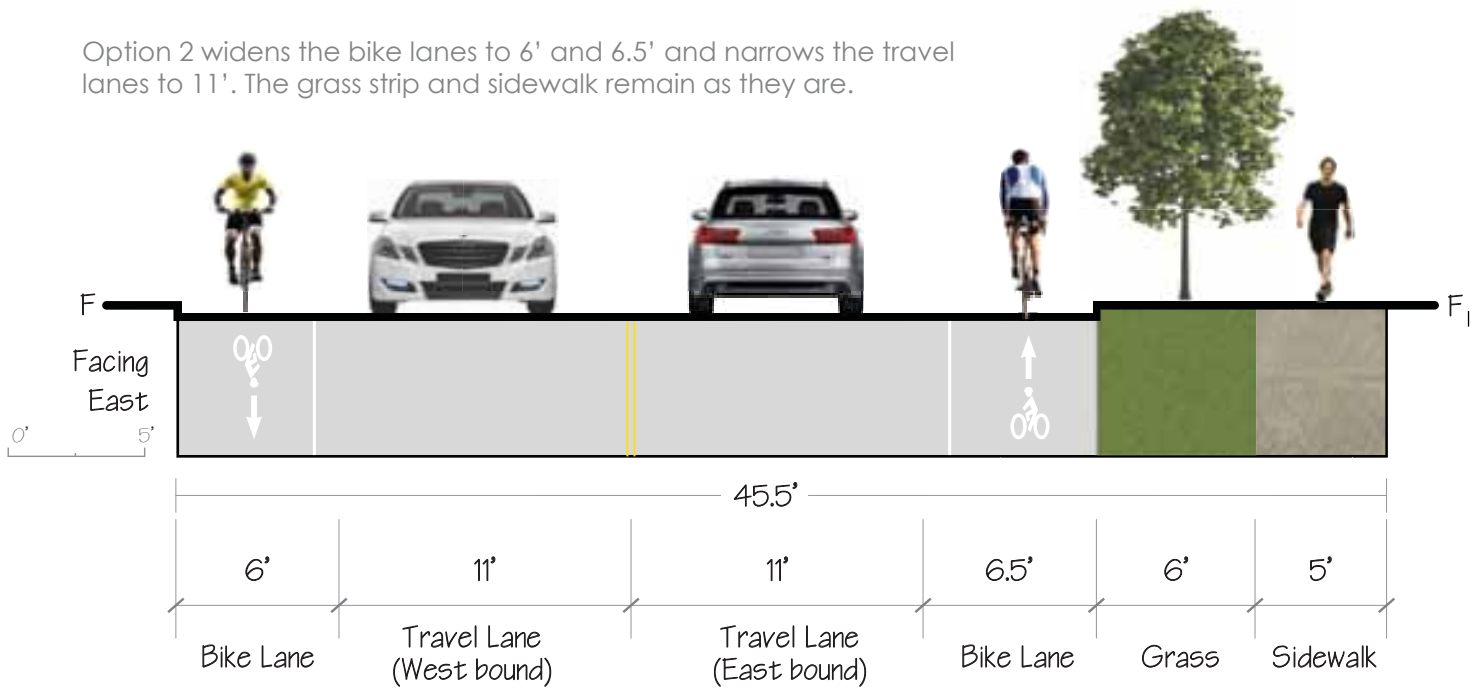 Option 2 widens the bike lanes to 6’ and 6.5’ and narrows the travel
lanes to 11’. The grass strip and sidewalk remain as they are.
F
F1
Facing
East
0’ 5’
45.5’
6’ 11’ 11’ 6.5’ 6’ 5’
Bike Lane
Travel Lane
(West bound)
Travel Lane
(East bound)
Bike Lane
Grass
Sidewalk